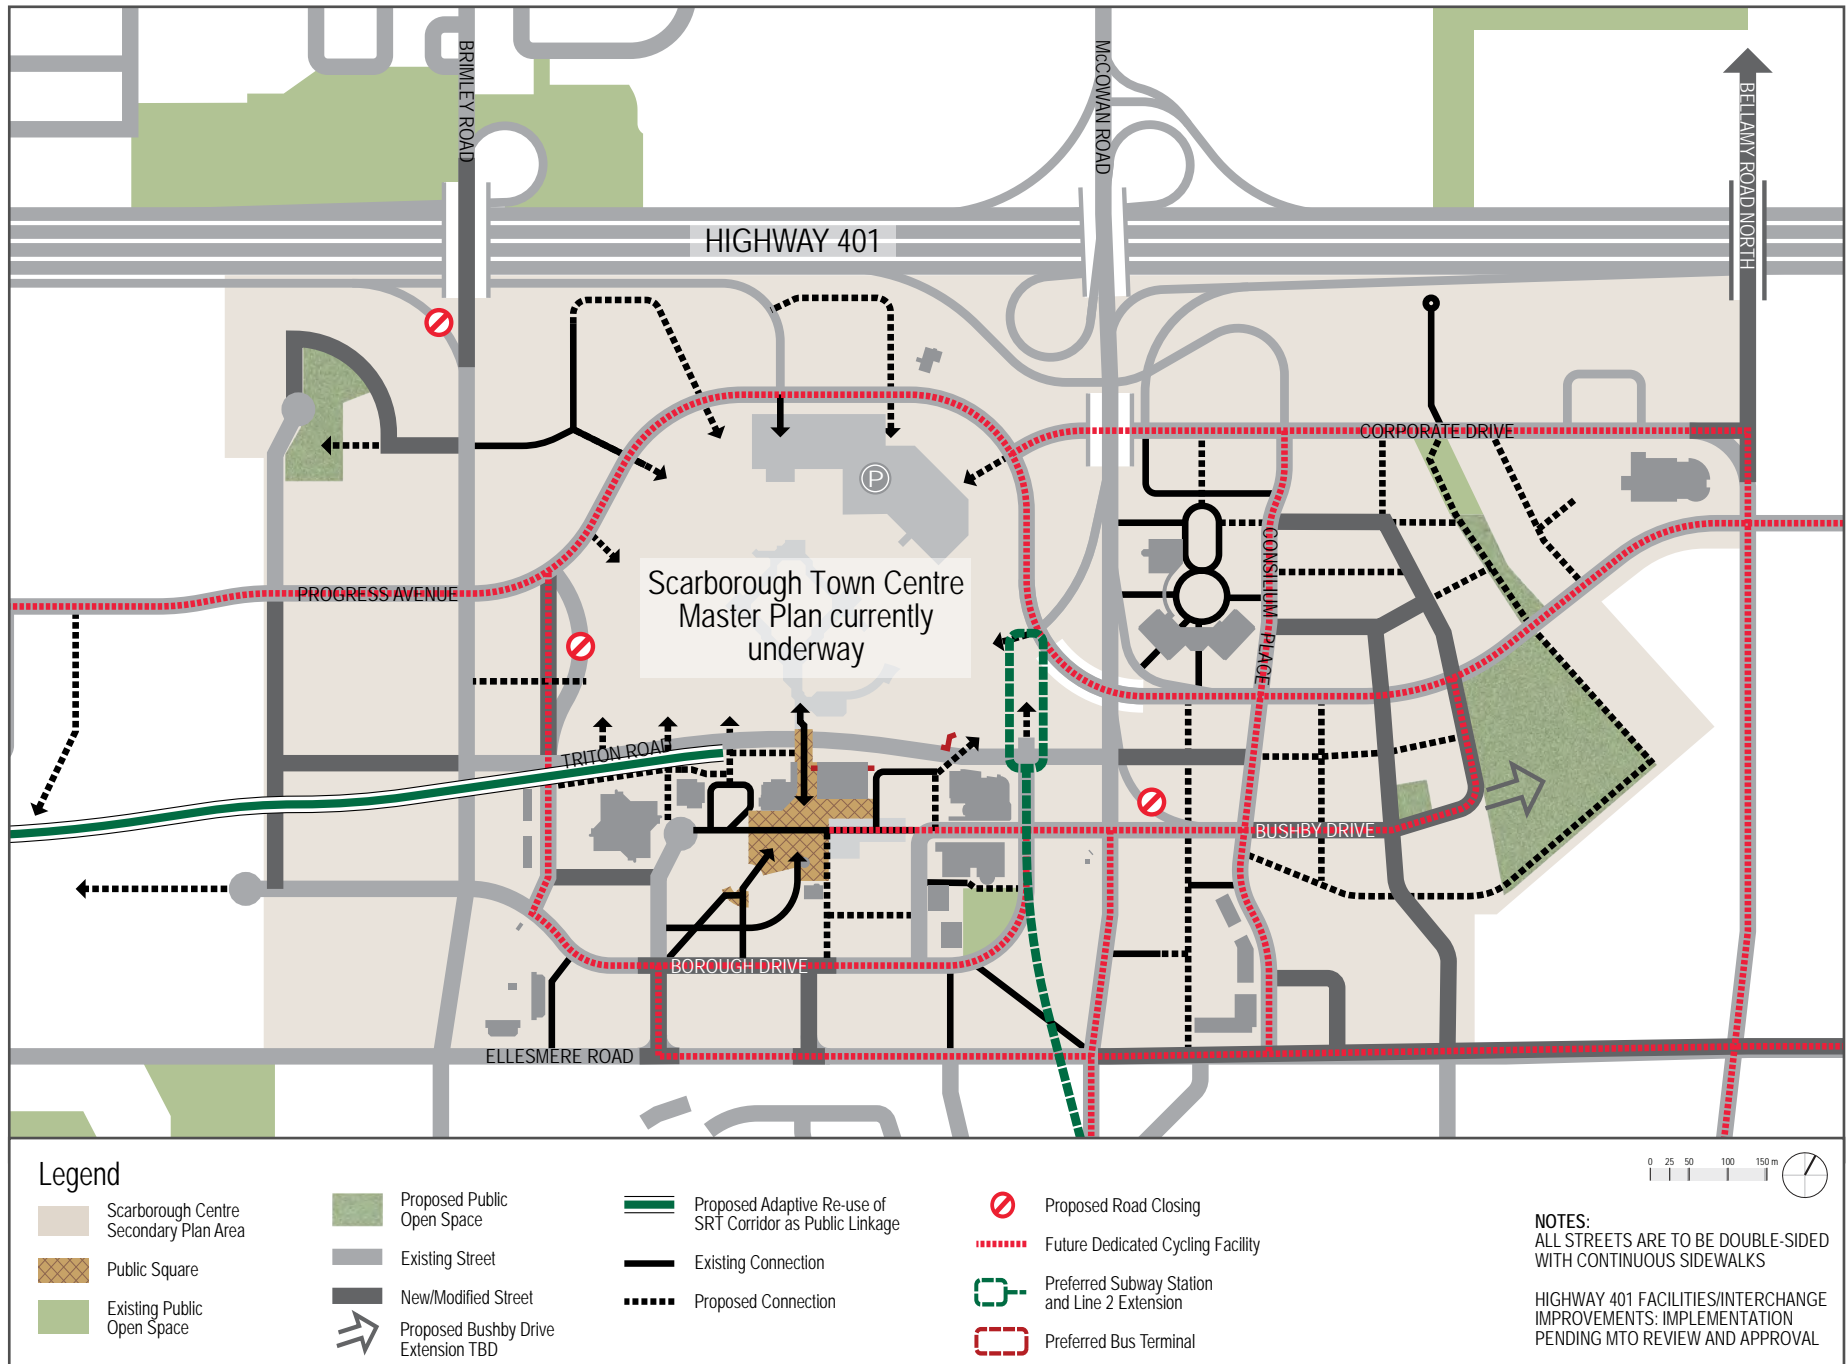 BRIMLEY ROAD
McCOWAN ROAD
BELLAMY ROAD NORTH
HIGHWAY 401
CORPORATE DRIVE
P
CONSILIUM PLACE
Scarborough Town Centre
Master Plan currently
underway
PROGRESS AVENUE
TRITON ROAD
BUSHBY DRIVE
BOROUGH DRIVE
ELLESMERE ROAD
Legend
Scarborough Centre
Secondary Plan Area
Public Square
Existing Public
Open Space
Proposed Public
Open Space
Existing Street
New/Modified Street
Proposed Bushby Drive
Extension TBD
Proposed Adaptive Re-use of
SRT Corridor as Public Linkage
Existing Connection
Proposed Connection
Proposed Road Closing
Future Dedicated Cycling Facility
Preferred Subway Station
and Line 2 Extension
Preferred Bus Terminal
0 25 50 100 150 m
NOTES:
ALL STREETS ARE TO BE DOUBLE-SIDED
WITH CONTINUOUS SIDEWALKS
HIGHWAY 401 FACILITIES/INTERCHANGE
IMPROVEMENTS: IMPLEMENTATION
PENDING MTO REVIEW AND APPROVAL